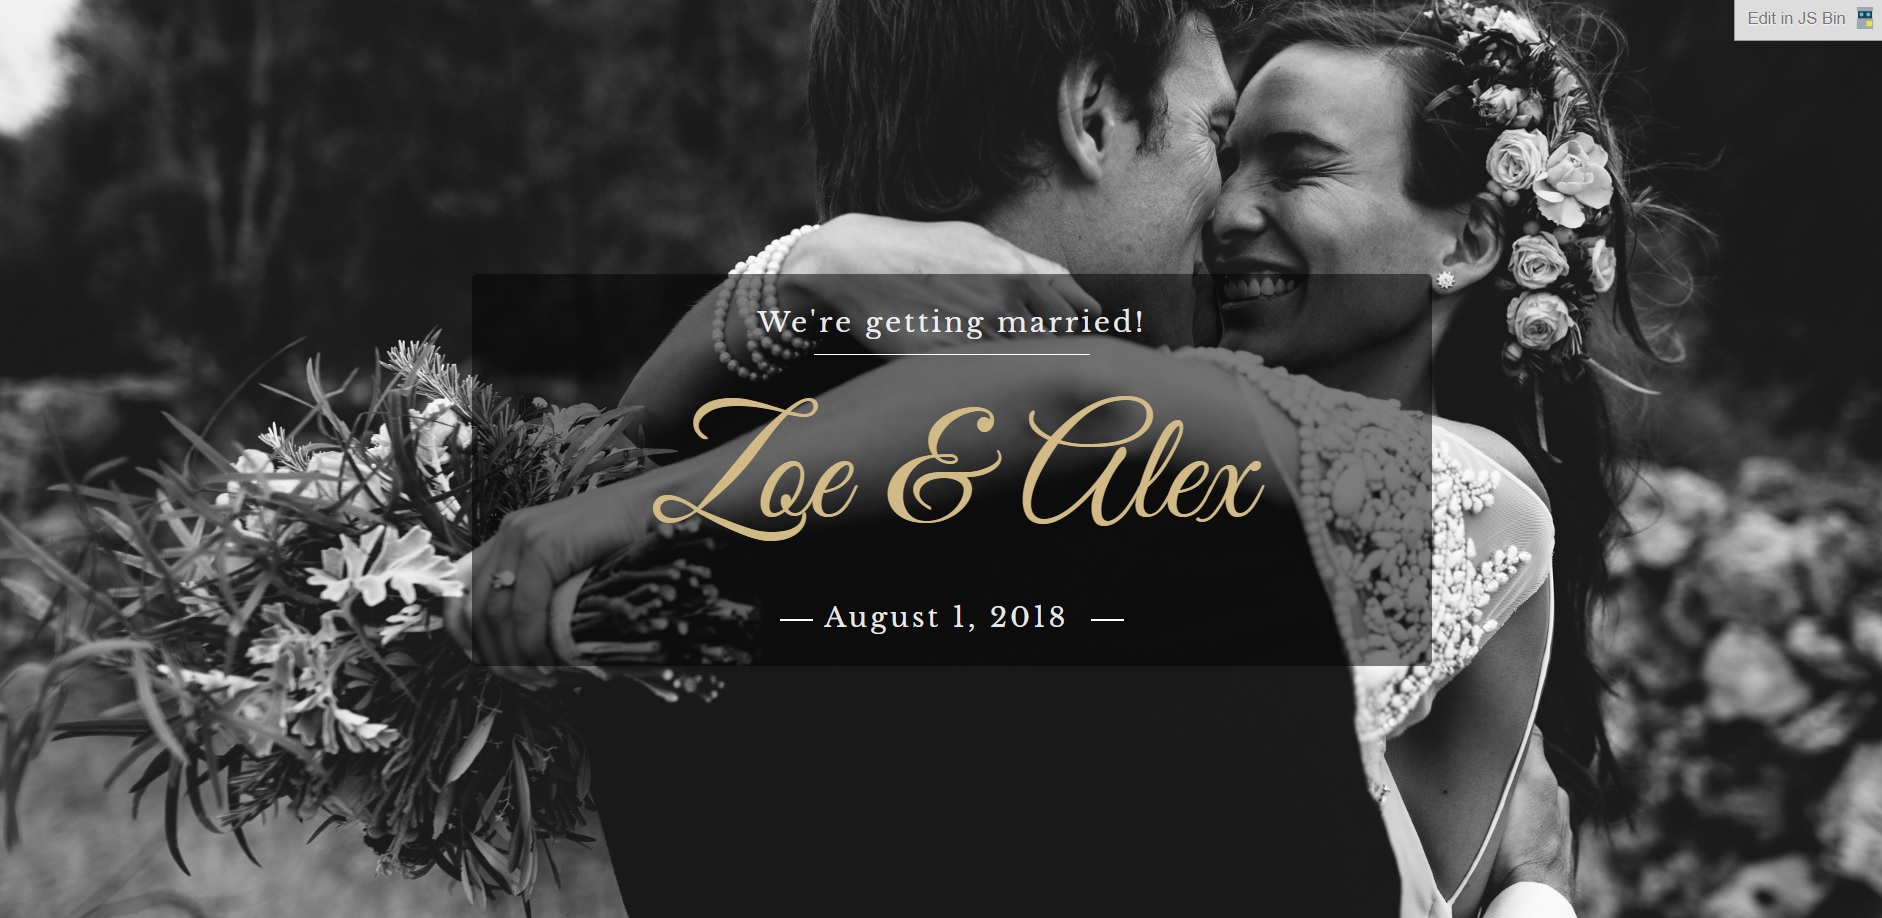 Edit in JS Bin
We're getting married!
Zoe & Alex
— August 1, 2018 —